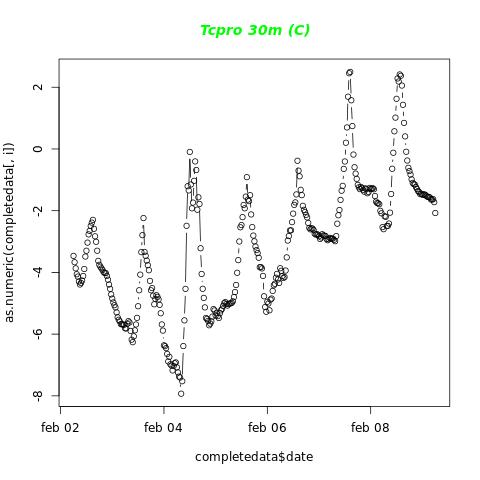 Tcpro 30m (C)
as.numeric(completedata[, i])
2
0
-2
-4
-6
-8
feb 02
feb 04
feb 06
feb 08
completedata$date